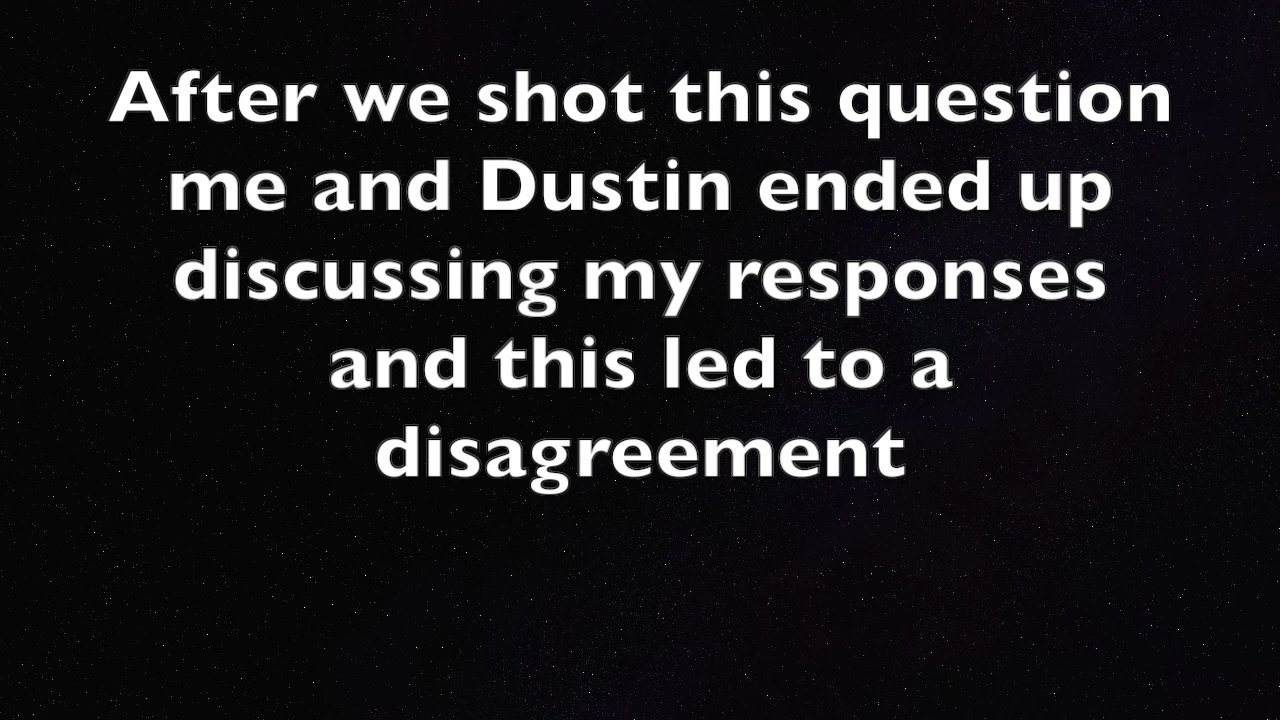 After we shot this question
me and Dustin ended up
discussing my responses
and this led to a
disagreement